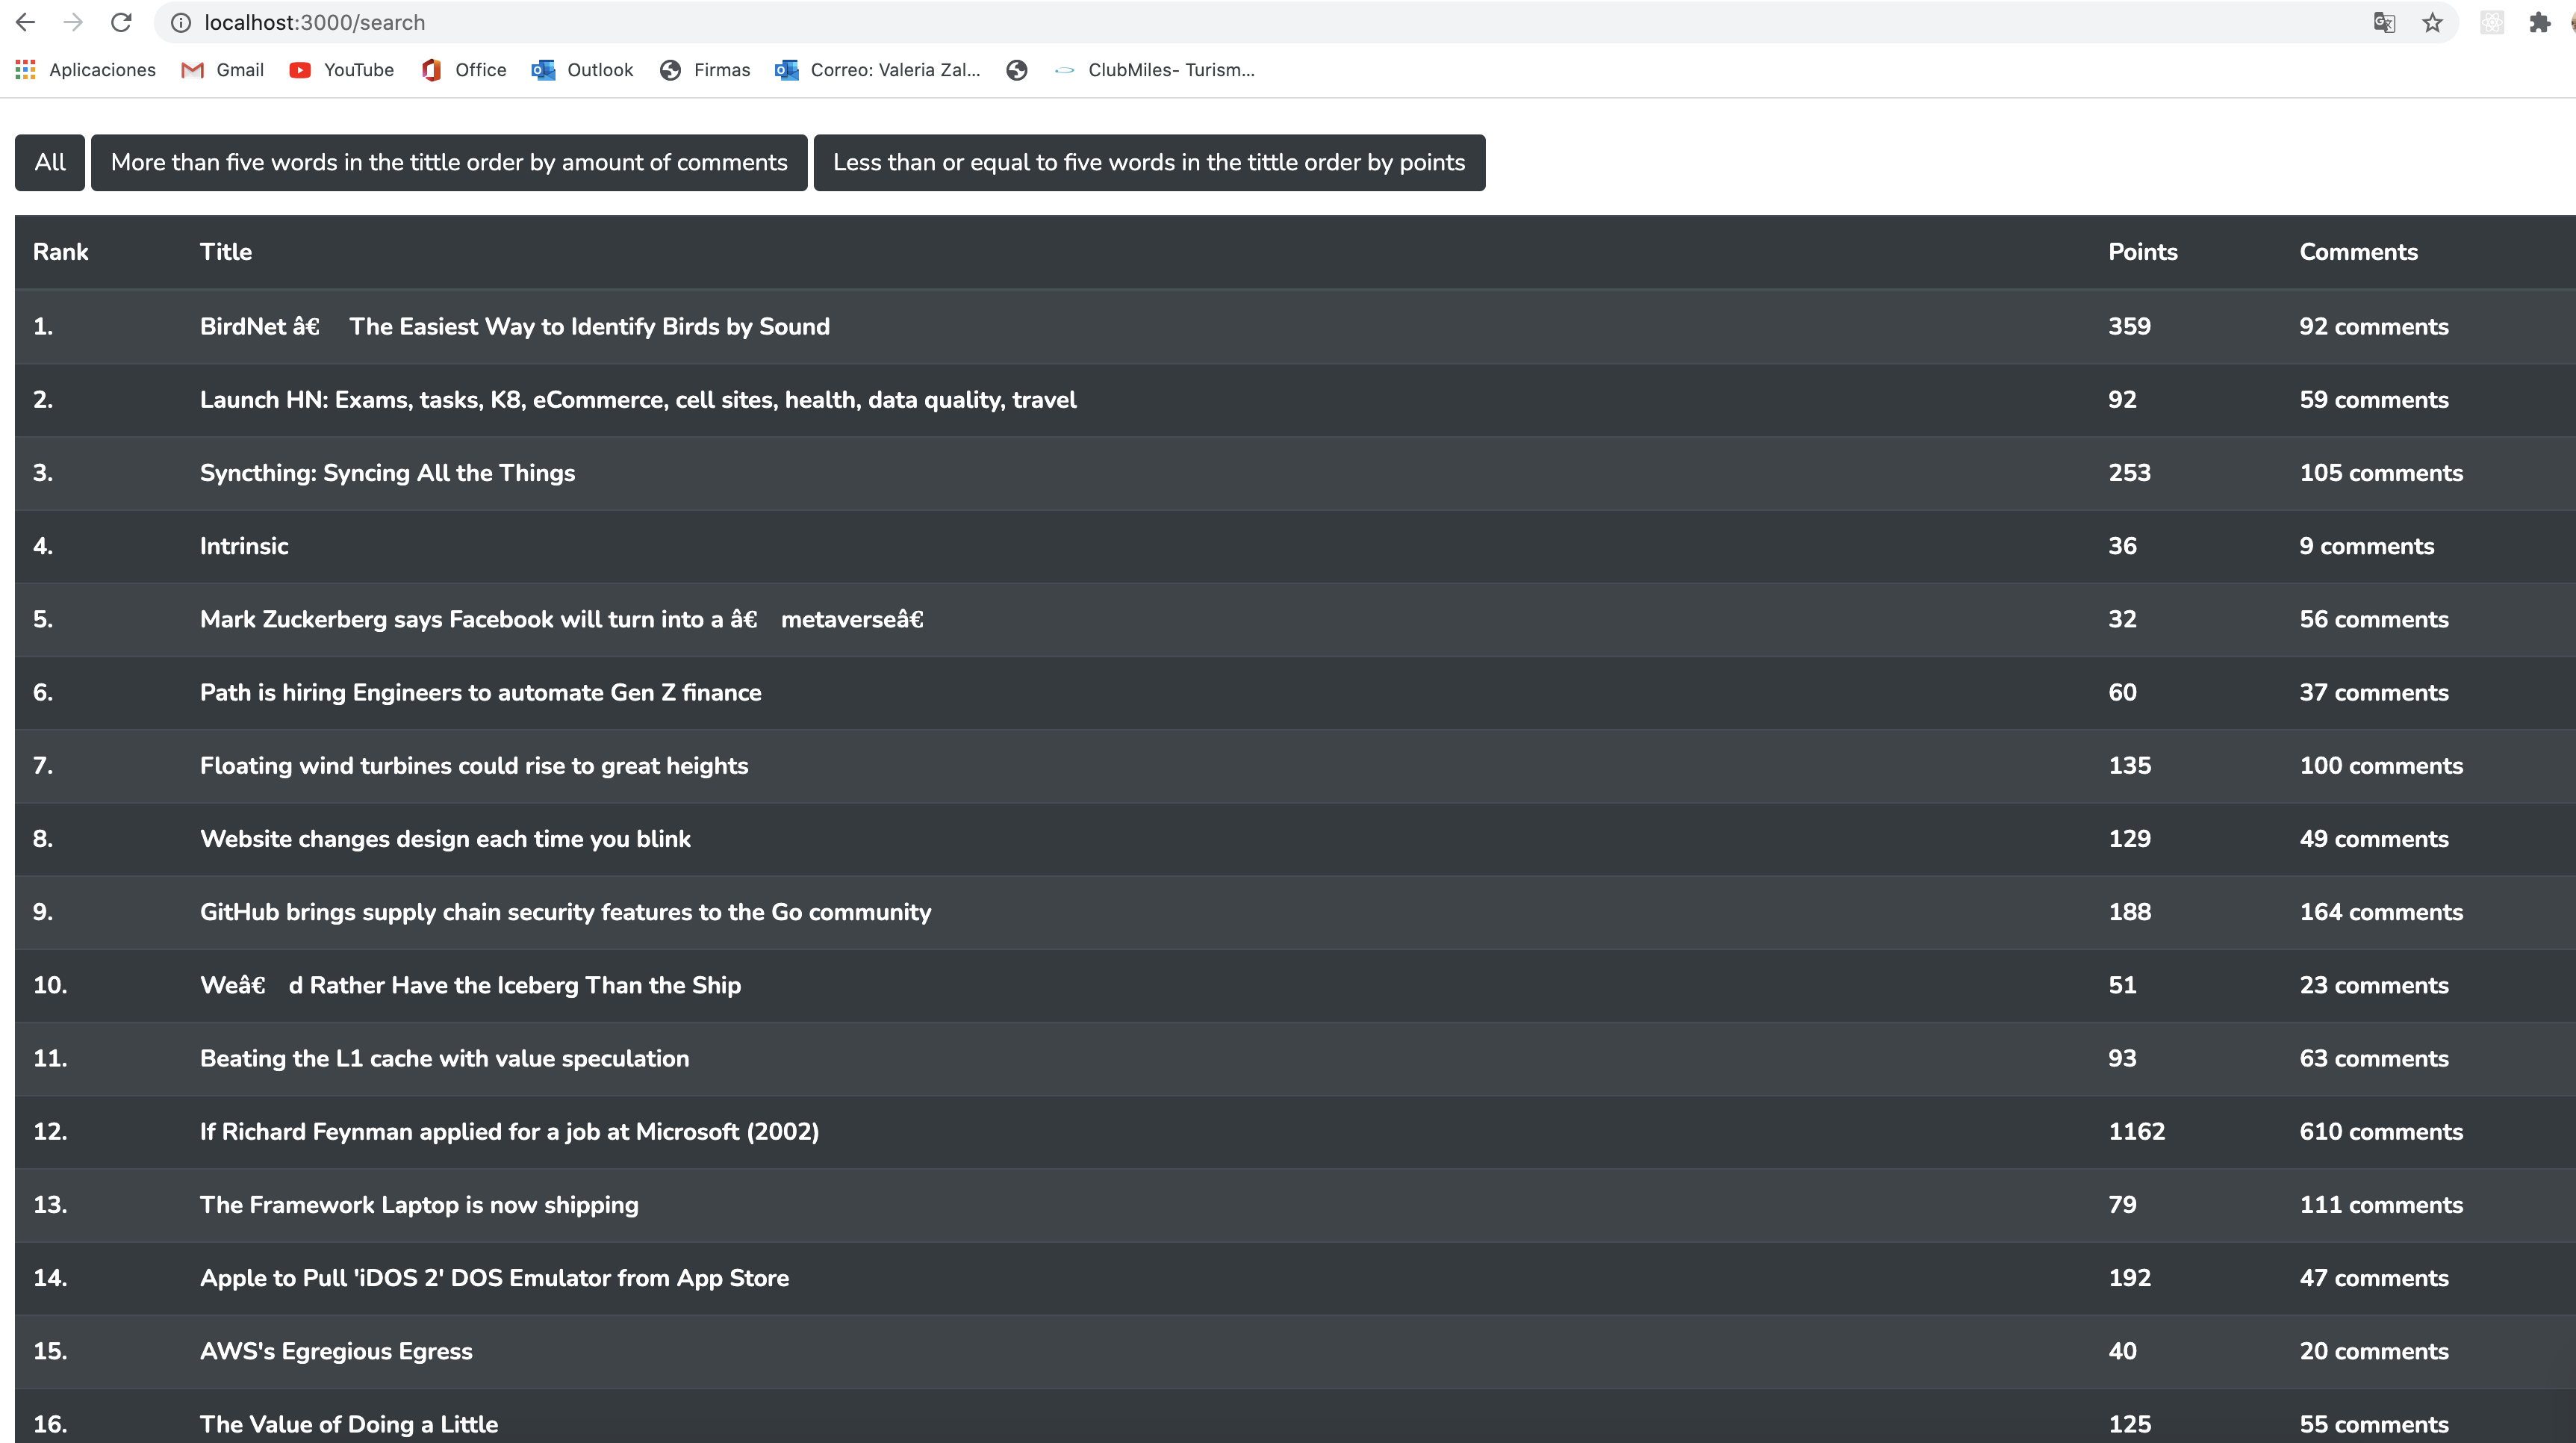 localhost:3000/search
Aplicaciones Gmail YouTube Office Outlook Firmas Correo: Valeria Zal... ClubMiles- Turism...
All More than five words in the tittle order by amount of comments Less than or equal to five words in the tittle order by points
Rank Title Points Comments
1. BirdNet â€ The Easiest Way to Identify Birds by Sound 359 92 comments
2. Launch HN: Exams, tasks, K8, eCommerce, cell sites, health, data quality, travel 92 59 comments
3. Syncthing: Syncing All the Things 253 105 comments
4. Intrinsic 36 9 comments
5. Mark Zuckerberg says Facebook will turn into a â€ metaverseâ€ 32 56 comments
6. Path is hiring Engineers to automate Gen Z finance 60 37 comments
7. Floating wind turbines could rise to great heights 135 100 comments
8. Website changes design each time you blink 129 49 comments
9. GitHub brings supply chain security features to the Go community 188 164 comments
10. Weâ€ d Rather Have the Iceberg Than the Ship 51 23 comments
11. Beating the L1 cache with value speculation 93 63 comments
12. If Richard Feynman applied for a job at Microsoft (2002) 1162 610 comments
13. The Framework Laptop is now shipping 79 111 comments
14. Apple to Pull 'iDOS 2' DOS Emulator from App Store 192 47 comments
15. AWS's Egregious Egress 40 20 comments
16. The Value of Doing a Little 125 55 comments